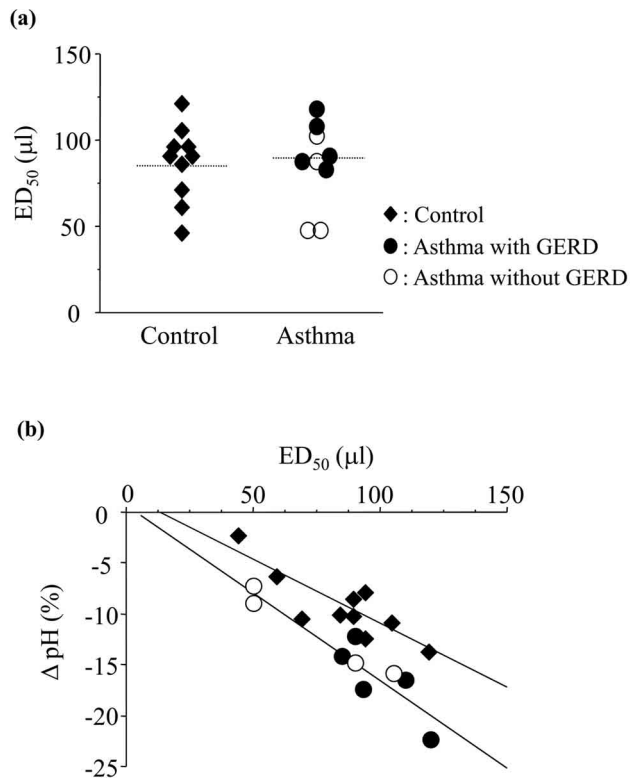 (a)
150
100
50
0
ED₅₀ (μl)
Control
Asthma
◆ : Control
● : Asthma with GERD
○ : Asthma without GERD
(b)
ED₅₀ (μl)
0
50
100
150
0
-5
-10
-15
-20
-25
ΔpH (%)